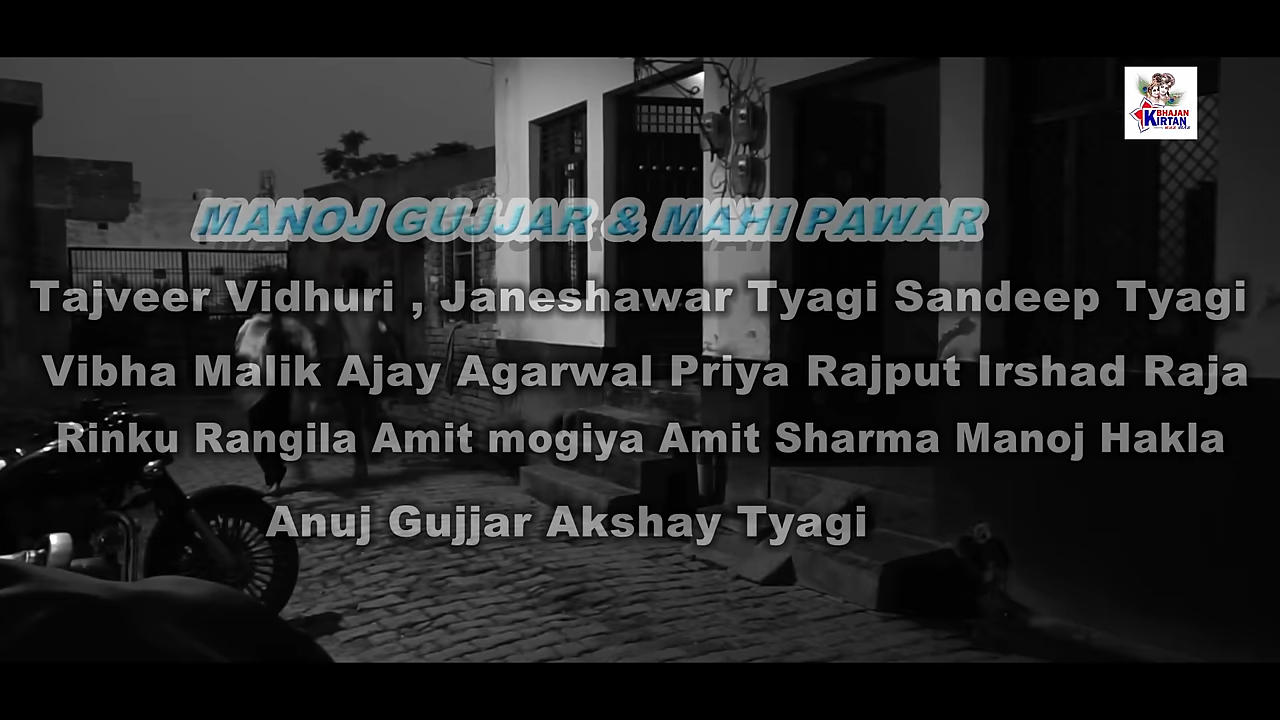 BHAJAN
KIRTAN
MANOJ GUJJAR & MAHI PAWAR
Tajveer Vidhuri , Janeshawar Tyagi Sandeep Tyagi
Vibha Malik Ajay Agarwal Priya Rajput Irshad Raja
Rinku Rangila Amit mogiya Amit Sharma Manoj Hakla
Anuj Gujjar Akshay Tyagi